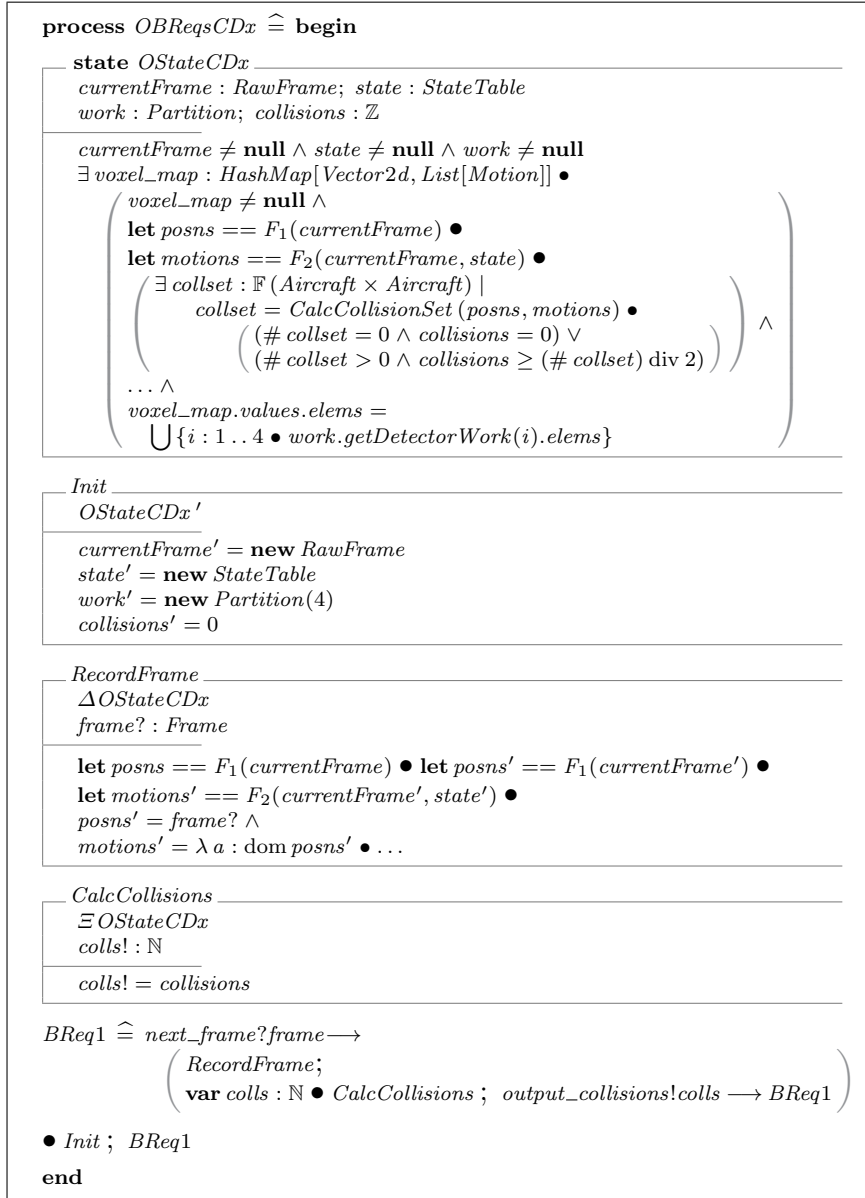 process OBReqsCDx ≙ begin
state OStateCDx
currentFrame : RawFrame; state : StateTable
work : Partition; collisions : ℤ
currentFrame ≠ null ∧ state ≠ null ∧ work ≠ null
∃ voxel_map : HashMap[Vector2d, List[Motion]] •
voxel_map ≠ null ∧
let posns == F₁(currentFrame) •
let motions == F₂(currentFrame, state) •
∃ collset : 𝔽 (Aircraft × Aircraft) |
collset = CalcCollisionSet (posns, motions) •
(# collset = 0 ∧ collisions = 0) ∨
(# collset > 0 ∧ collisions ≥ (# collset) div 2)
∧
... ∧
voxel_map.values.elems =
⋃ {i : 1 . . 4 • work.getDetectorWork(i).elems}
Init
OStateCDx ′
currentFrame′ = new RawFrame
state′ = new StateTable
work′ = new Partition(4)
collisions′ = 0
RecordFrame
ΔOStateCDx
frame? : Frame
let posns == F₁(currentFrame) • let posns′ == F₁(currentFrame′) •
let motions′ == F₂(currentFrame′, state′) •
posns′ = frame? ∧
motions′ = λ a : dom posns′ • ...
CalcCollisions
ΞOStateCDx
colls! : ℕ
colls! = collisions
BReq1 ≙ next_frame?frame⟶
RecordFrame;
var colls : ℕ • CalcCollisions ; output_collisions!colls ⟶ BReq1
• Init ; BReq1
end